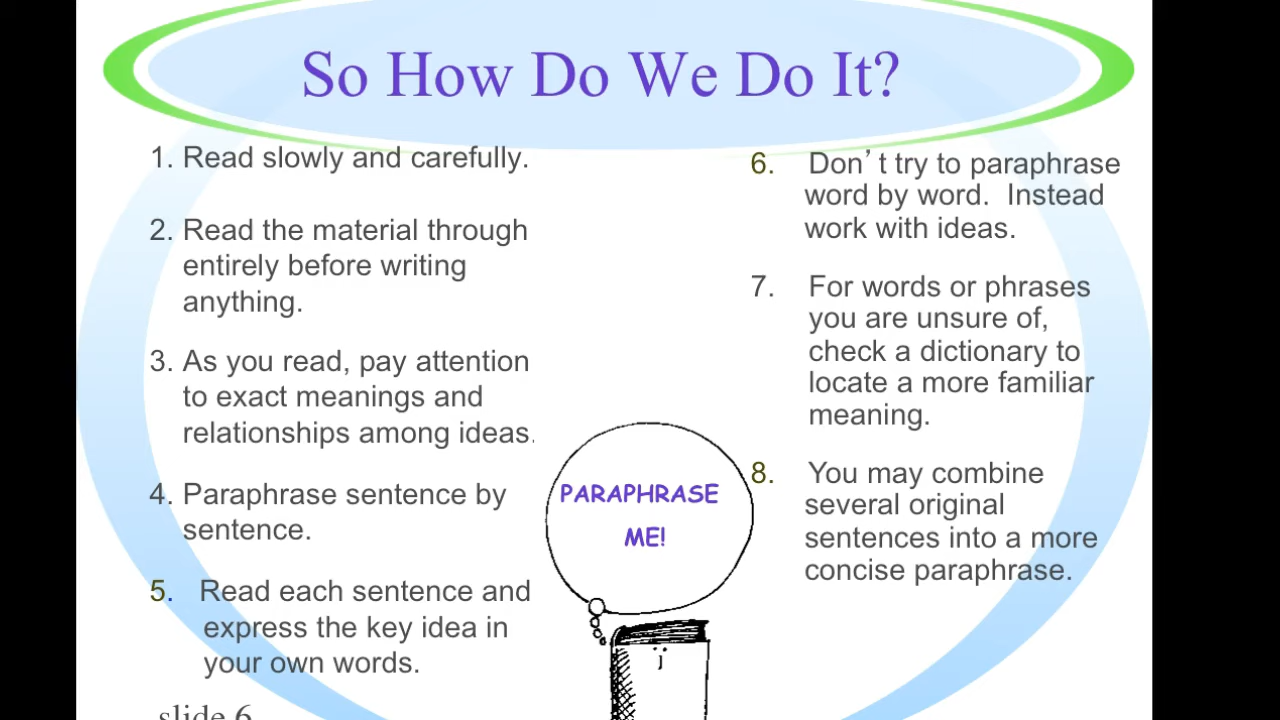 So How Do We Do It?
1. Read slowly and carefully.
2. Read the material through
entirely before writing
anything.
3. As you read, pay attention
to exact meanings and
relationships among ideas.
4. Paraphrase sentence by
sentence.
5. Read each sentence and
express the key idea in
your own words.
6. Don't try to paraphrase
word by word. Instead
work with ideas.
7. For words or phrases
you are unsure of,
check a dictionary to
locate a more familiar
meaning.
8. You may combine
several original
sentences into a more
concise paraphrase.
PARAPHRASE
ME!
slide 6